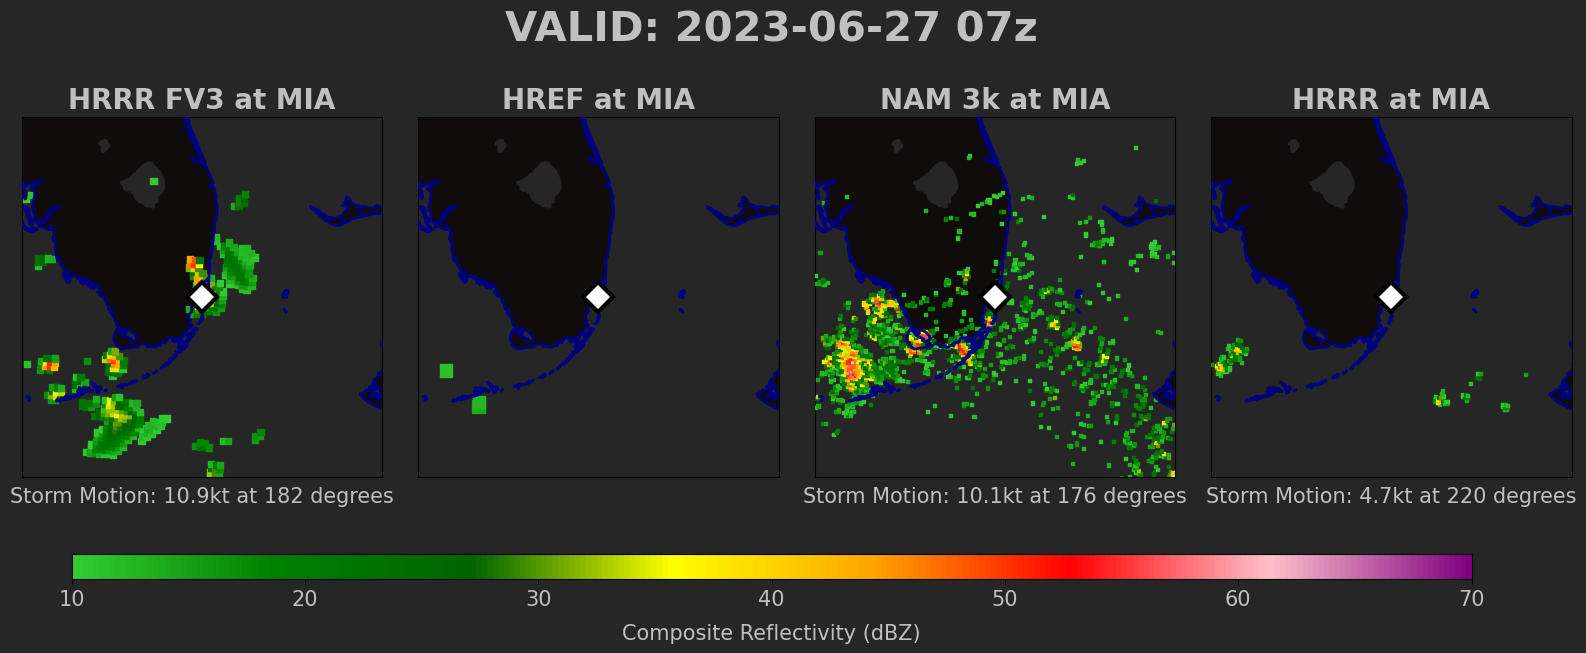 VALID: 2023-06-27 07z
HRRR FV3 at MIA
HREF at MIA
NAM 3k at MIA
HRRR at MIA
Storm Motion: 10.9kt at 182 degrees
Storm Motion: 10.1kt at 176 degrees
Storm Motion: 4.7kt at 220 degrees
10 20 30 40 50 60 70
Composite Reflectivity (dBZ)